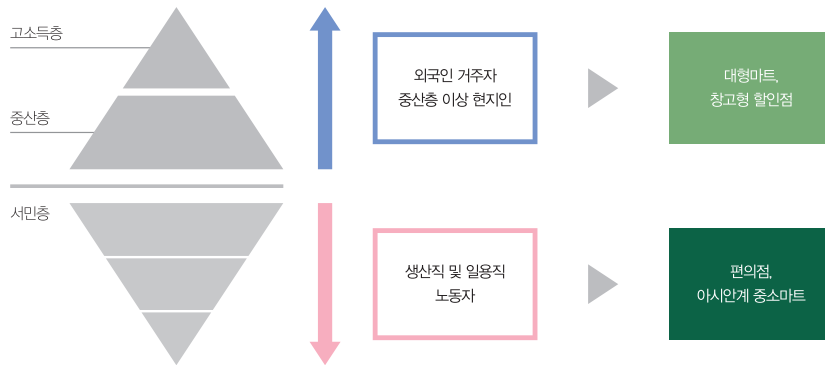 고소득층
중산층
서민층
외국인 거주자
중산층 이상 현지인
대형마트,
창고형 할인점
생산직 및 일용직
노동자
편의점,
아시안계 중소마트